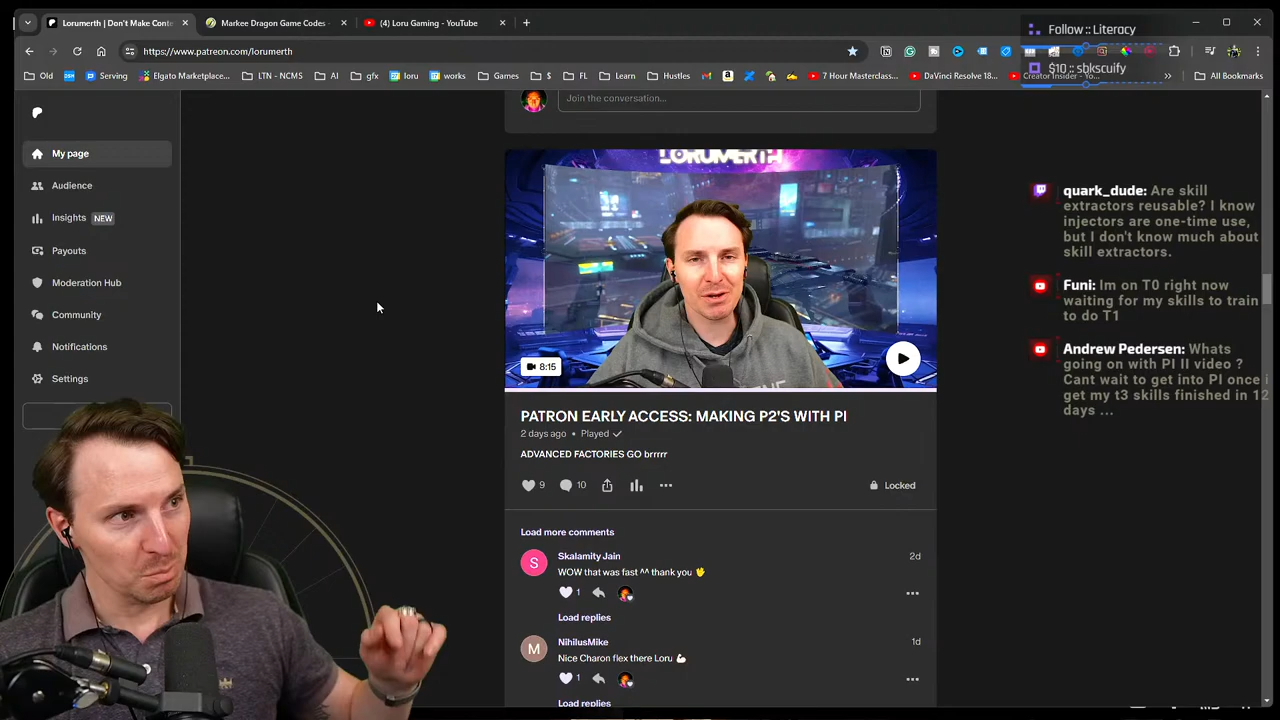 Lorumerth | Don't Make Conte
Markee Dragon Game Codes -
(4) Loru Gaming - YouTube
Follow :: Literacy
https://www.patreon.com/lorumerth
$10 :: sbkscuify
Old
Serving
Elgato Marketplace...
LTN - NCMS
AI
gfx
loru
works
Games
$
FL
Learn
Hustles
7 Hour Masterclass...
DaVinci Resolve 18...
Creator Insider - Yo...
All Bookmarks
My page
Audience
Insights NEW
Payouts
Moderation Hub
Community
Notifications
Settings
Join the conversation...
LORUMERTH
8:15
PATRON EARLY ACCESS: MAKING P2'S WITH PI
2 days ago • Played
ADVANCED FACTORIES GO brrrrr
9
10
Locked
Load more comments
S
Skalamity Jain
2d
WOW that was fast ^^ thank you 🖖
1
Load replies
M
NihilusMike
1d
Nice Charon flex there Loru 💪🏻
1
Load replies
quark_dude: Are skill
extractors reusable? I know
injectors are one-time use,
but I don't know much about
skill extractors.
Funi: Im on T0 right now
waiting for my skills to train
to do T1
Andrew Pedersen: Whats
going on with PI II video ?
Cant wait to get into PI once i
get my t3 skills finished in 12
days ...